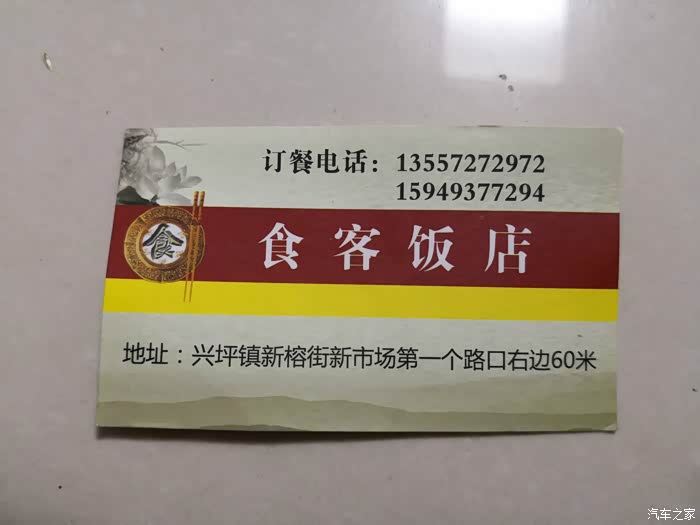 订餐电话：13557272972
15949377294
食
食客饭店
地址：兴坪镇新榕街新市场第一个路口右边60米
汽车之家